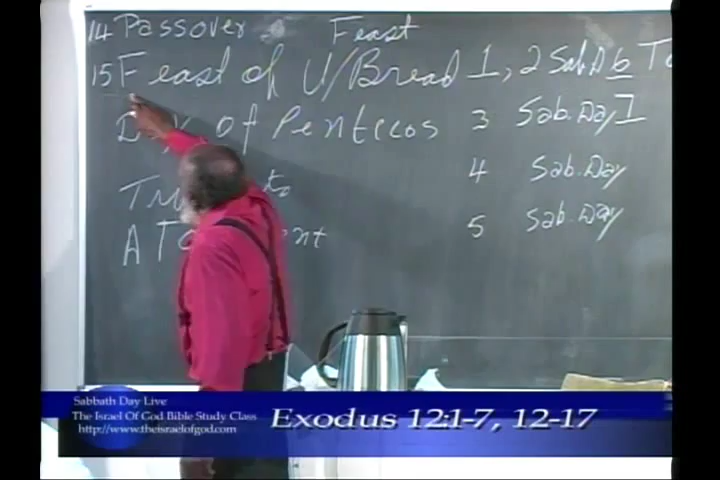 14 Passover Feast
15 Feast of U/Bread 1, 2 Sab. D 6
Day of Pentecos 3 Sab. Day 1
4 Sab. Day
5 Sab. Day
Sabbath Day Live
The Israel Of God Bible Study Class
http://www.theisraelofgod.com
Exodus 12:1-7, 12-17